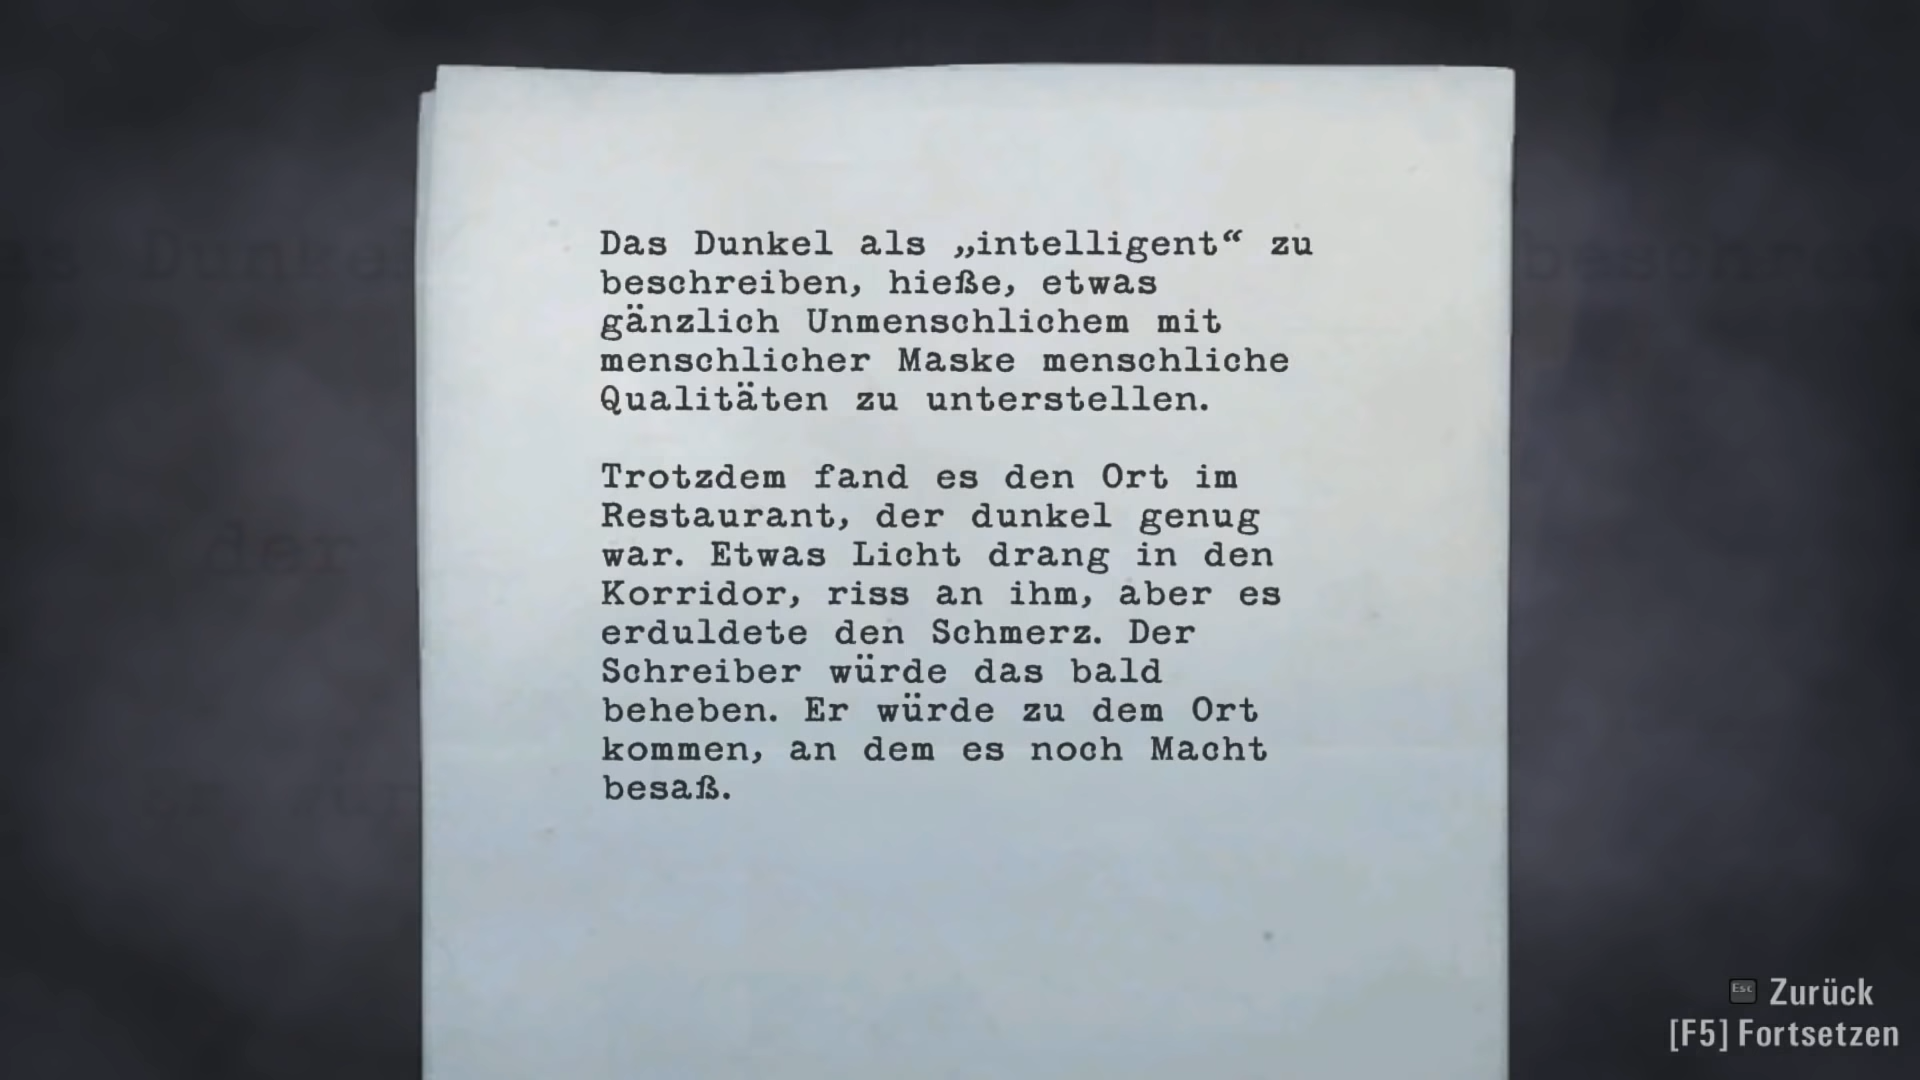 Das Dunkel als „intelligent“ zu
beschreiben, hieße, etwas
gänzlich Unmenschlichem mit
menschlicher Maske menschliche
Qualitäten zu unterstellen.
Trotzdem fand es den Ort im
Restaurant, der dunkel genug
war. Etwas Licht drang in den
Korridor, riss an ihm, aber es
erduldete den Schmerz. Der
Schreiber würde das bald
beheben. Er würde zu dem Ort
kommen, an dem es noch Macht
besaß.
Esc Zurück
[F5] Fortsetzen